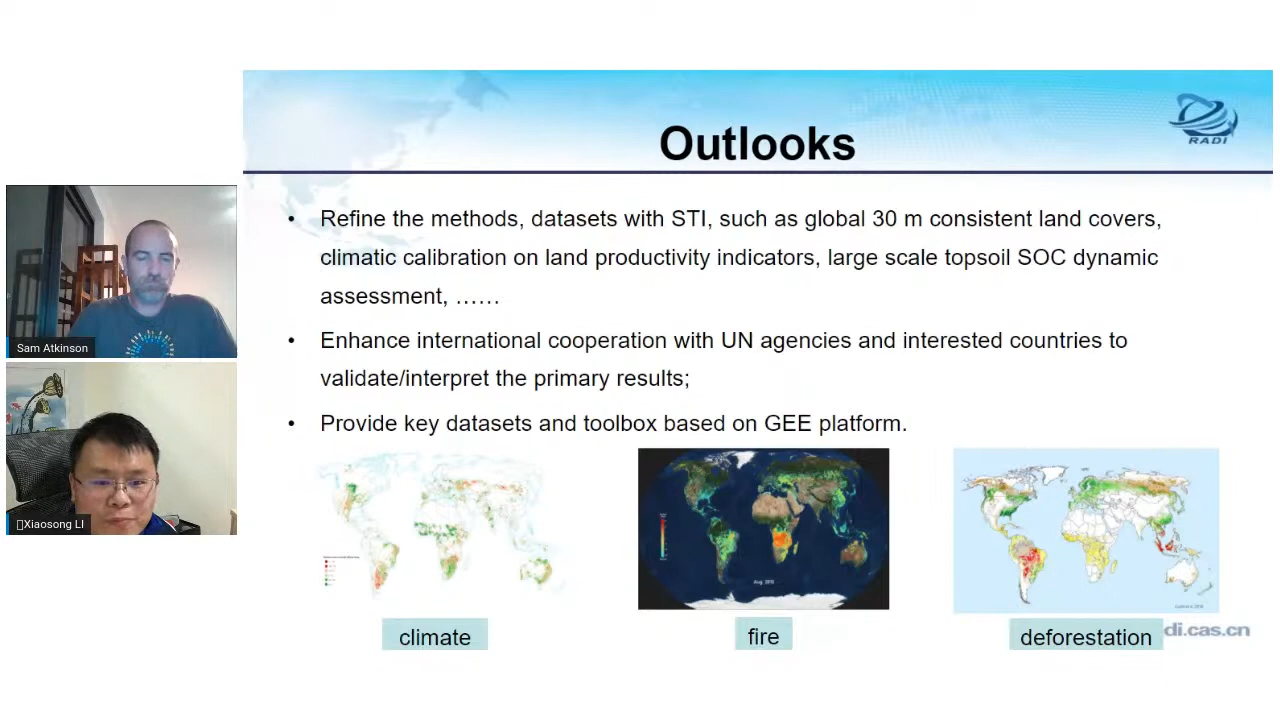 Outlooks
RADI
• Refine the methods, datasets with STI, such as global 30 m consistent land covers,
climatic calibration on land productivity indicators, large scale topsoil SOC dynamic
assessment, ……
• Enhance international cooperation with UN agencies and interested countries to
validate/interpret the primary results;
• Provide key datasets and toolbox based on GEE platform.
Sam Atkinson
Xiaosong LI
Aug, 2015
climate
fire
deforestation
di.cas.cn